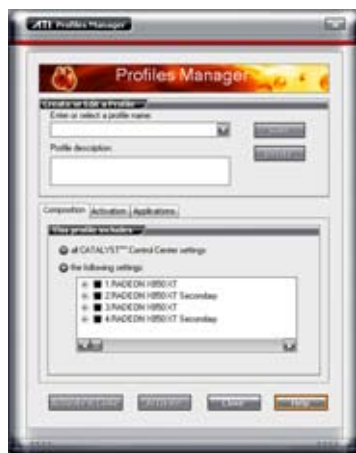 ATI Profiles Manager
Profiles Manager
Create or Edit a Profile
Enter or select a profile name:
Profile description:
Composition Activation Applications
This profile includes
all CATALYST™ Control Center settings
the following settings:
1.RADEON X850 XT
2.RADEON X850 XT Secondary
3.RADEON X850 XT
4.RADEON X850 XT Secondary
Close Help